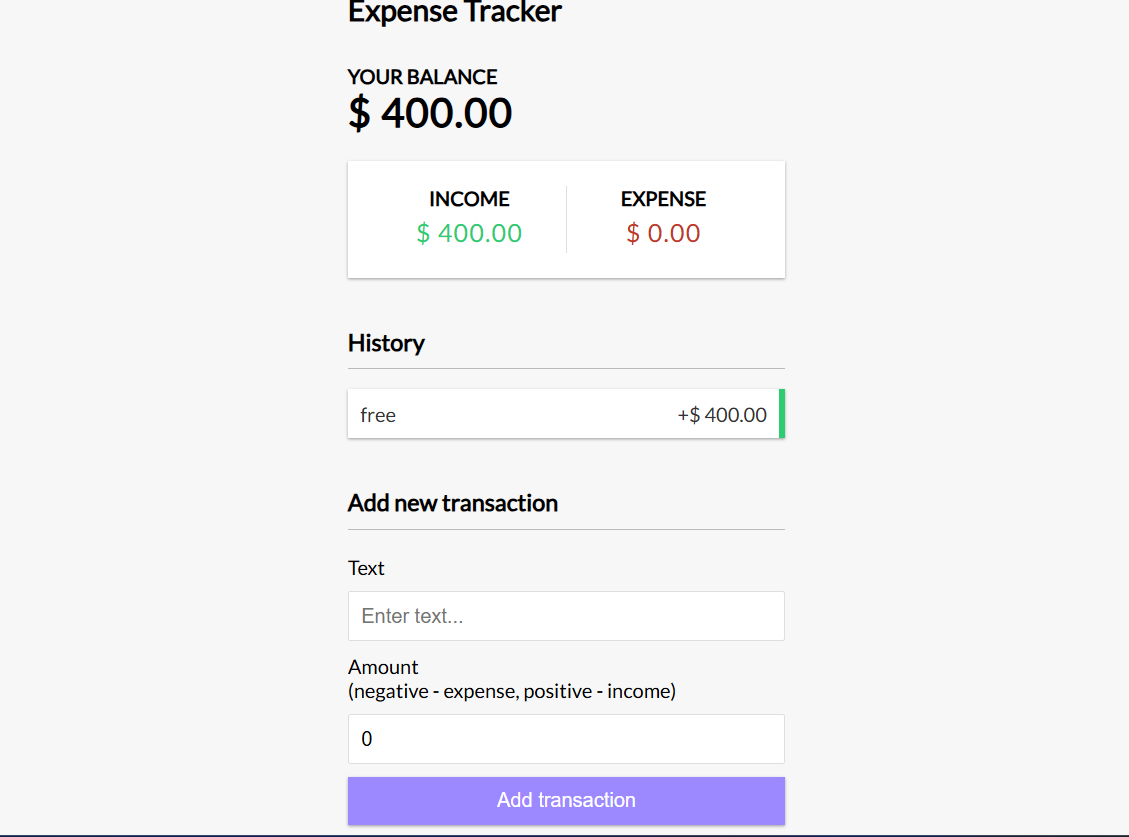 Expense Tracker
YOUR BALANCE
$ 400.00
INCOME EXPENSE
$ 400.00 $ 0.00
History
free +$ 400.00
Add new transaction
Text
Enter text...
Amount
(negative - expense, positive - income)
0
Add transaction